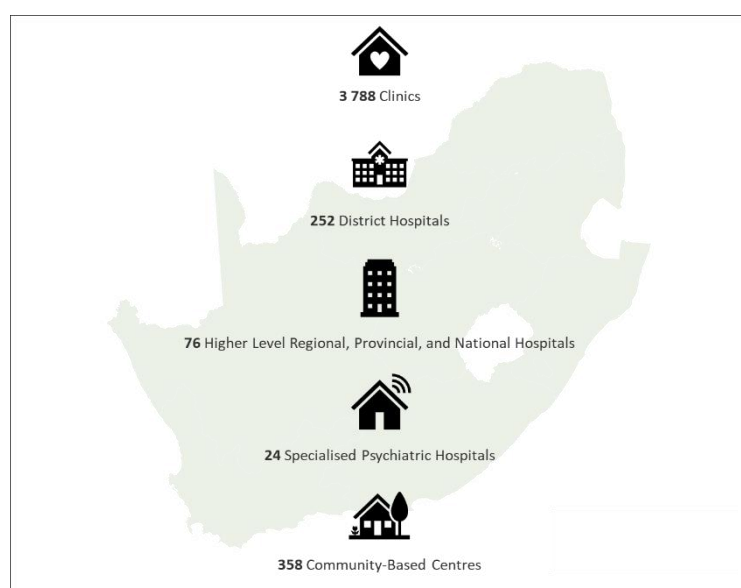 3 788 Clinics
252 District Hospitals
76 Higher Level Regional, Provincial, and National Hospitals
24 Specialised Psychiatric Hospitals
358 Community-Based Centres